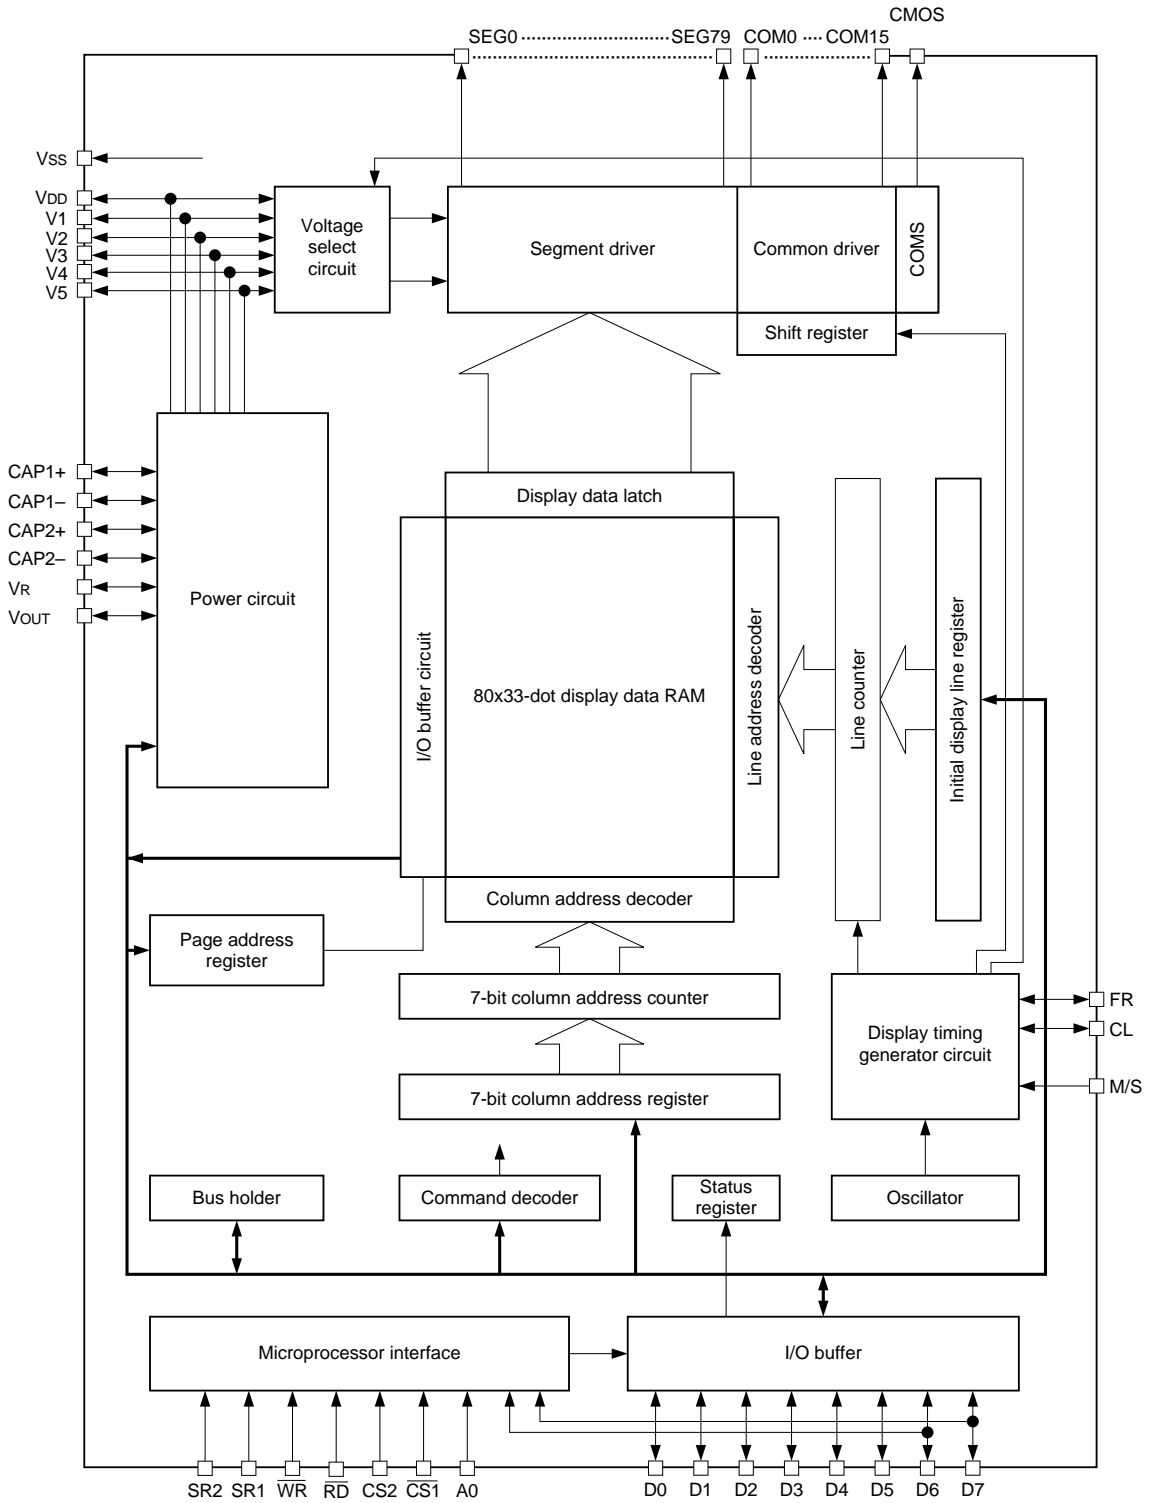 CMOS
SEG0 SEG79 COM0 COM15
VSS
VDD
V1
V2
V3
V4
V5
Voltage
select
circuit
Segment driver
Common driver
COMS
Shift register
CAP1+
CAP1–
CAP2+
CAP2–
VR
VOUT
Power circuit
Display data latch
I/O buffer circuit
80x33-dot display data RAM
Line address decoder
Line counter
Initial display line register
Column address decoder
Page address
register
7-bit column address counter
Display timing
generator circuit
FR
CL
M/S
7-bit column address register
Bus holder
Command decoder
Status
register
Oscillator
Microprocessor interface
I/O buffer
SR2 SR1 W̅R̅ R̅D̅ CS2 C̅S̅1̅ A0 D0 D1 D2 D3 D4 D5 D6 D7